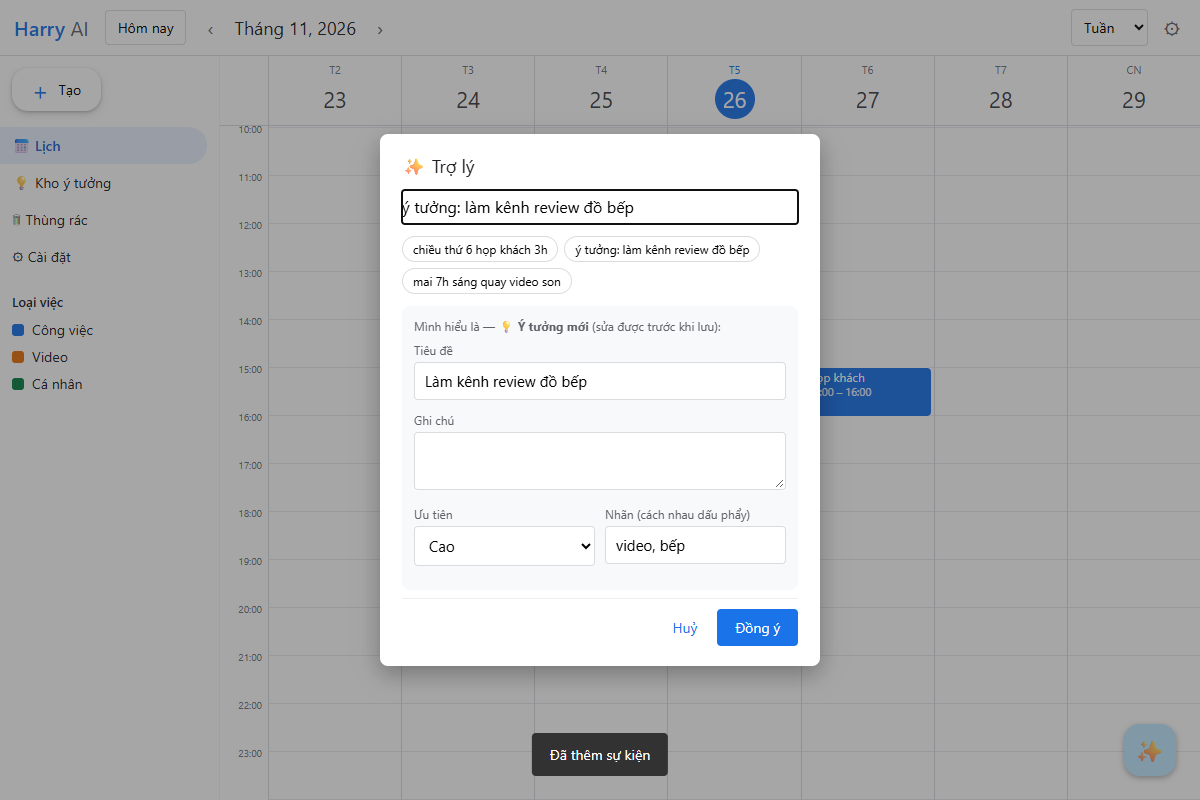 Harry AI
Hôm nay
‹
Tháng 11, 2026
›
Tuần
+ Tạo
Lịch
Kho ý tưởng
Thùng rác
Cài đặt
Loại việc
Công việc
Video
Cá nhân
T2 T3 T4 T5 T6 T7 CN
23 24 25 26 27 28 29
10:00
11:00
12:00
13:00
14:00
15:00
16:00
17:00
18:00
19:00
20:00
21:00
22:00
23:00
khách
– 16:00
Trợ lý
ý tưởng: làm kênh review đồ bếp
chiều thứ 6 họp khách 3h
ý tưởng: làm kênh review đồ bếp
mai 7h sáng quay video son
Mình hiểu là — Ý tưởng mới (sửa được trước khi lưu):
Tiêu đề
Làm kênh review đồ bếp
Ghi chú
Ưu tiên
Cao
Nhãn (cách nhau dấu phẩy)
video, bếp
Huỷ
Đồng ý
Đã thêm sự kiện